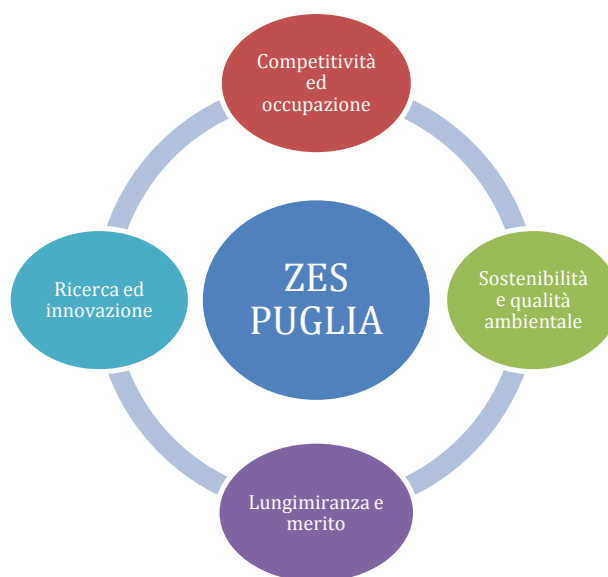 Competitività
ed
occupazione
Ricerca ed
innovazione
ZES
PUGLIA
Sostenibilità
e qualità
ambientale
Lungimiranza e
merito